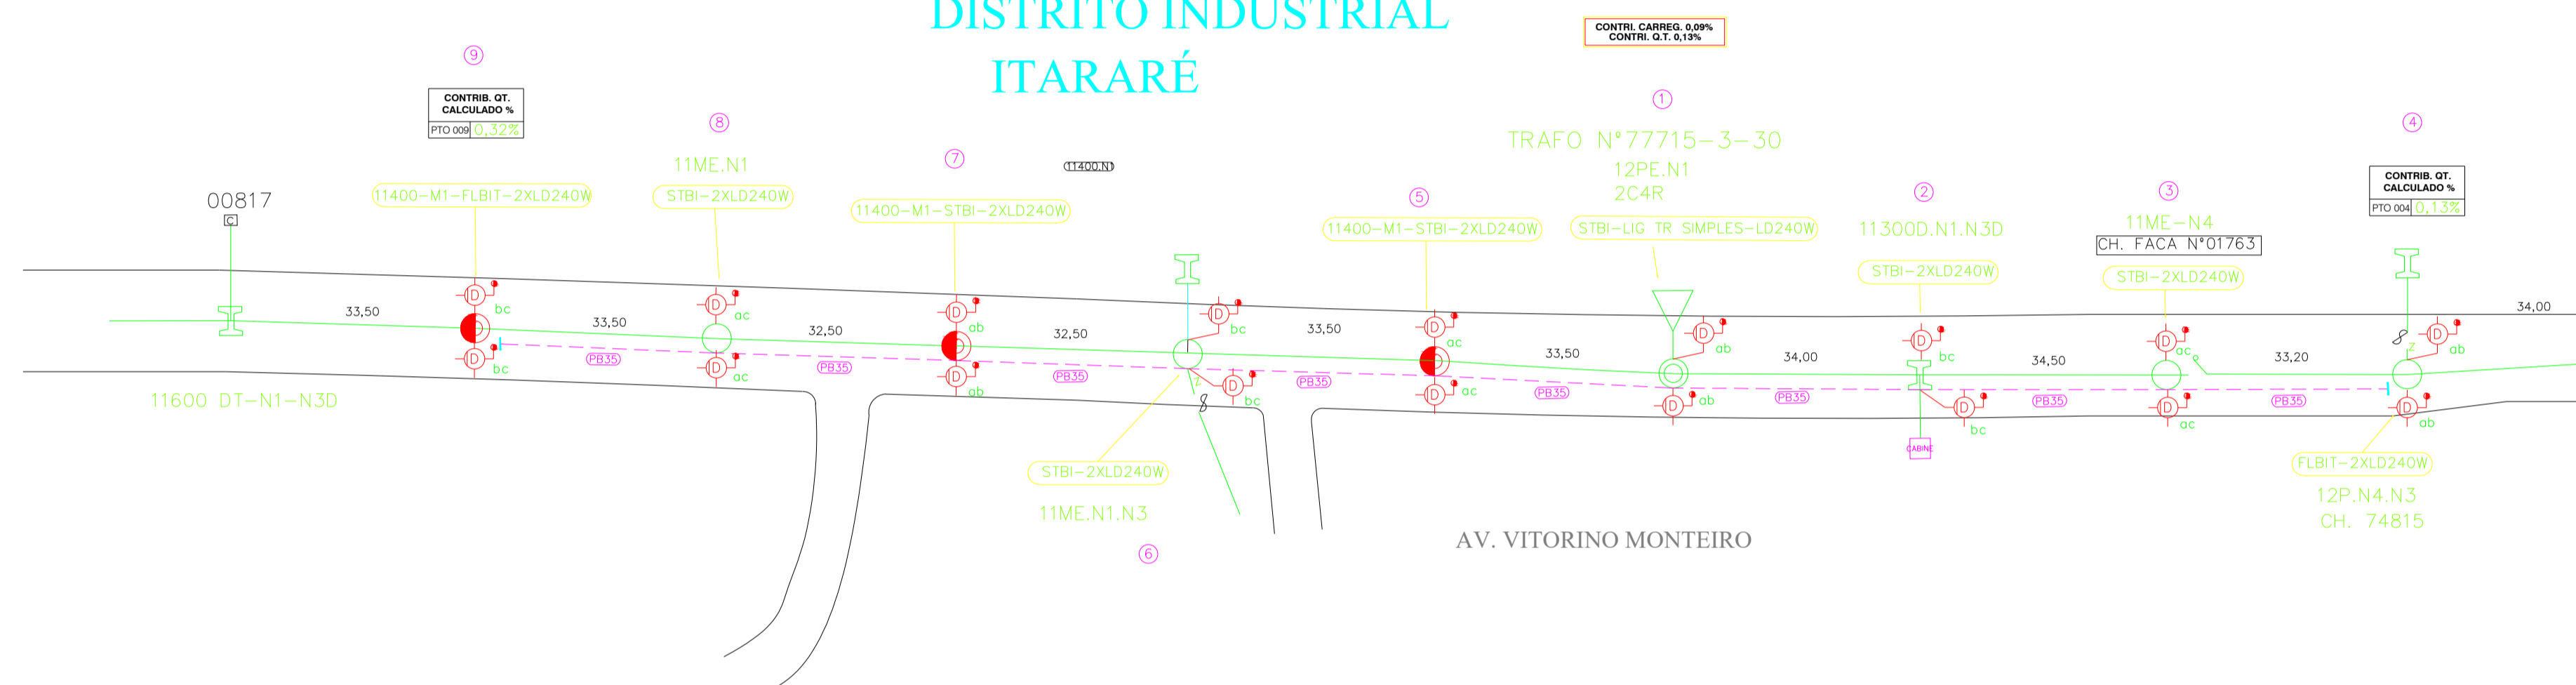 DISTRITO INDUSTRIAL
ITARARÉ
CONTRI. CARREG. 0,09%
CONTRI. Q.T. 0,13%
9
CONTRIB. QT.
CALCULADO %
PTO 009 0,32%
8
11ME.N1
STBI-2XLD240W
7
11400.N1
1
TRAFO N°77715-3-30
12PE.N1
2C4R
STBI-LIG TR SIMPLES-LD240W
4
CONTRIB. QT.
CALCULADO %
PTO 004 0,13%
00817
C
11400-M1-FLBIT-2XLD240W
11400-M1-STBI-2XLD240W
5
11400-M1-STBI-2XLD240W
2
11300D.N1.N3D
STBI-2XLD240W
3
11ME-N4
CH. FACA N°01763
STBI-2XLD240W
33,50
33,50
32,50
32,50
33,50
33,50
34,00
34,50
33,20
34,00
D
bc
D
ac
D
ab
D
bc
D
ac
D
ab
D
bc
D
ac
D
ab
Z
D
bc
D
ac
D
ab
D
bc
Z
D
ac
D
ab
D
bc
D
ac
D
ab
PB35
PB35
PB35
PB35
PB35
PB35
PB35
PB35
11600 DT-N1-N3D
CABINE
STBI-2XLD240W
11ME.N1.N3
6
FLBIT-2XLD240W
12P.N4.N3
CH. 74815
AV. VITORINO MONTEIRO